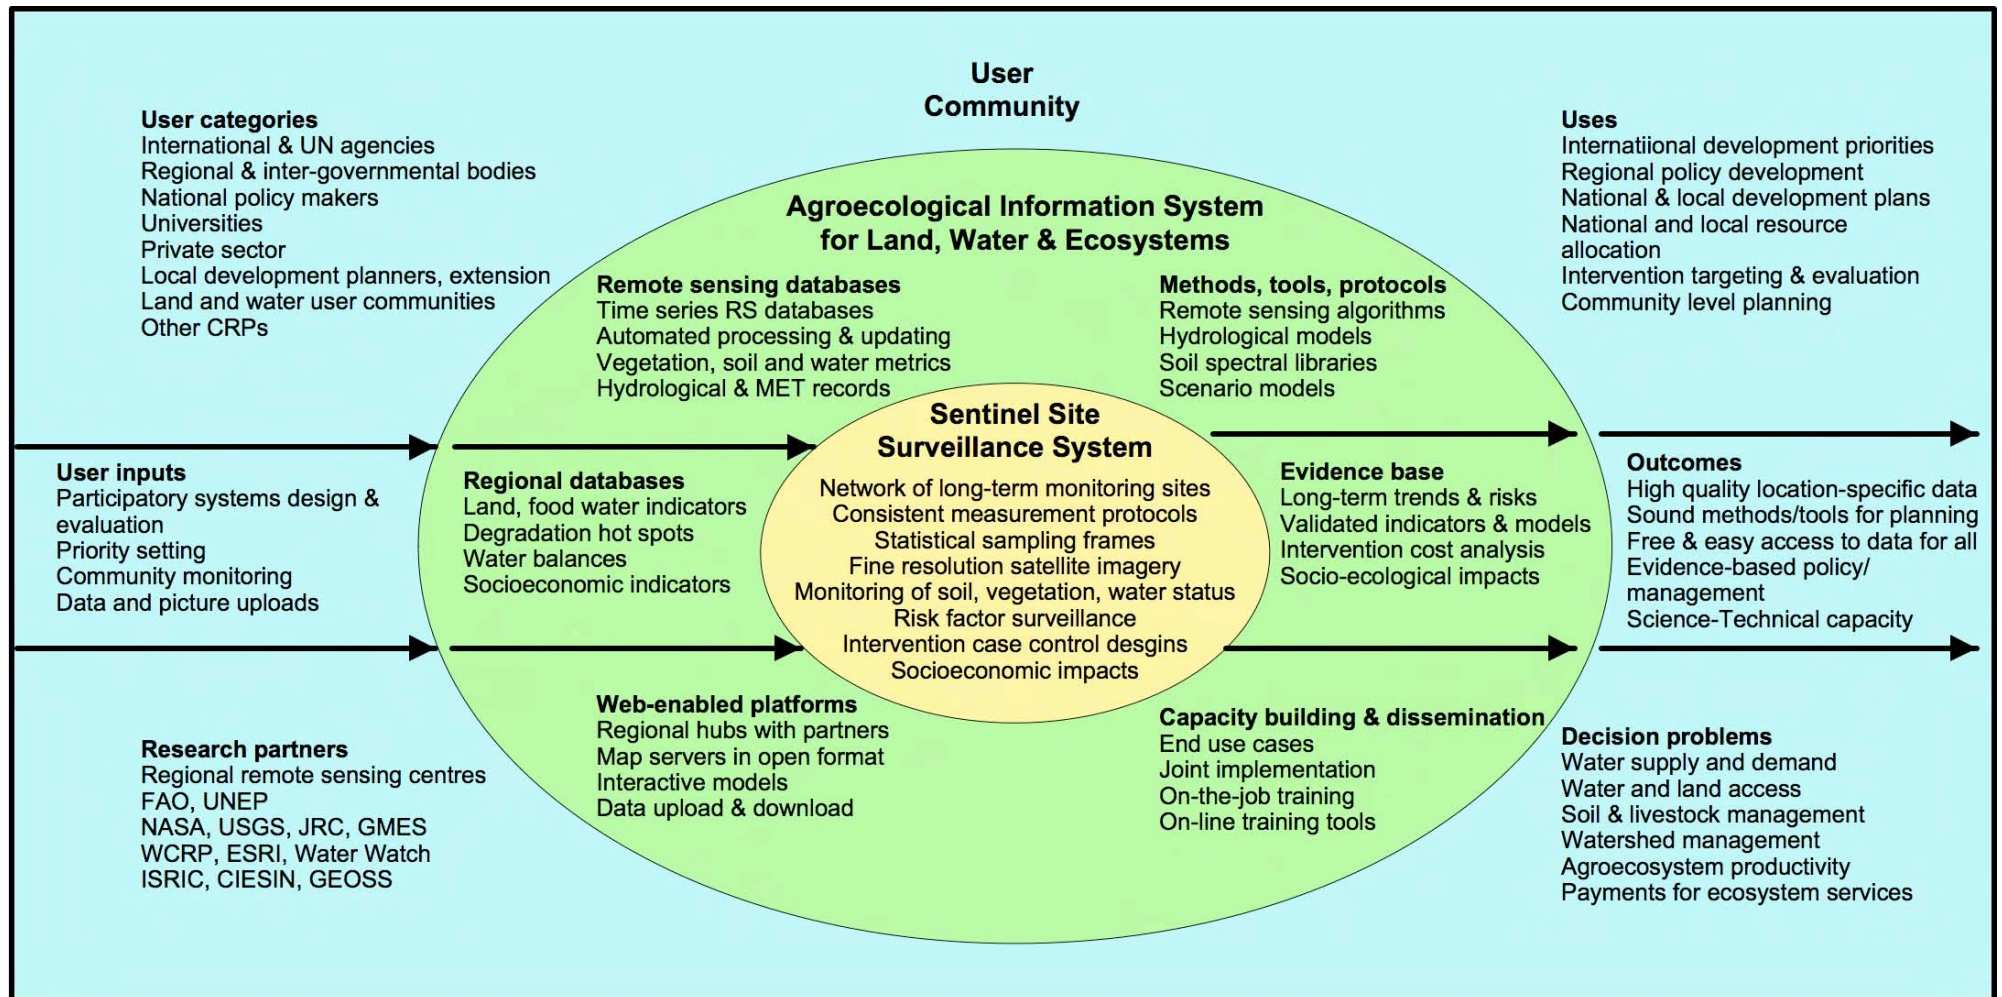 User
Community
User categories
International & UN agencies
Regional & inter-governmental bodies
National policy makers
Universities
Private sector
Local development planners, extension
Land and water user communities
Other CRPs
Uses
Internatiional development priorities
Regional policy development
National & local development plans
National and local resource
allocation
Intervention targeting & evaluation
Community level planning
Agroecological Information System
for Land, Water & Ecosystems
Remote sensing databases
Time series RS databases
Automated processing & updating
Vegetation, soil and water metrics
Hydrological & MET records
Methods, tools, protocols
Remote sensing algorithms
Hydrological models
Soil spectral libraries
Scenario models
User inputs
Participatory systems design &
evaluation
Priority setting
Community monitoring
Data and picture uploads
Regional databases
Land, food water indicators
Degradation hot spots
Water balances
Socioeconomic indicators
Sentinel Site
Surveillance System
Network of long-term monitoring sites
Consistent measurement protocols
Statistical sampling frames
Fine resolution satellite imagery
Monitoring of soil, vegetation, water status
Risk factor surveillance
Intervention case control desgins
Socioeconomic impacts
Evidence base
Long-term trends & risks
Validated indicators & models
Intervention cost analysis
Socio-ecological impacts
Outcomes
High quality location-specific data
Sound methods/tools for planning
Free & easy access to data for all
Evidence-based policy/
management
Science-Technical capacity
Research partners
Regional remote sensing centres
FAO, UNEP
NASA, USGS, JRC, GMES
WCRP, ESRI, Water Watch
ISRIC, CIESIN, GEOSS
Web-enabled platforms
Regional hubs with partners
Map servers in open format
Interactive models
Data upload & download
Capacity building & dissemination
End use cases
Joint implementation
On-the-job training
On-line training tools
Decision problems
Water supply and demand
Water and land access
Soil & livestock management
Watershed management
Agroecosystem productivity
Payments for ecosystem services